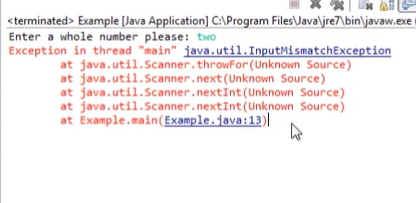 <terminated> Example [Java Application] C:\Program Files\Java\jre7\bin\javaw.exe
Enter a whole number please: two
Exception in thread "main" java.util.InputMismatchException
at java.util.Scanner.throwFor(Unknown Source)
at java.util.Scanner.next(Unknown Source)
at java.util.Scanner.nextInt(Unknown Source)
at java.util.Scanner.nextInt(Unknown Source)
at Example.main(Example.java:13)